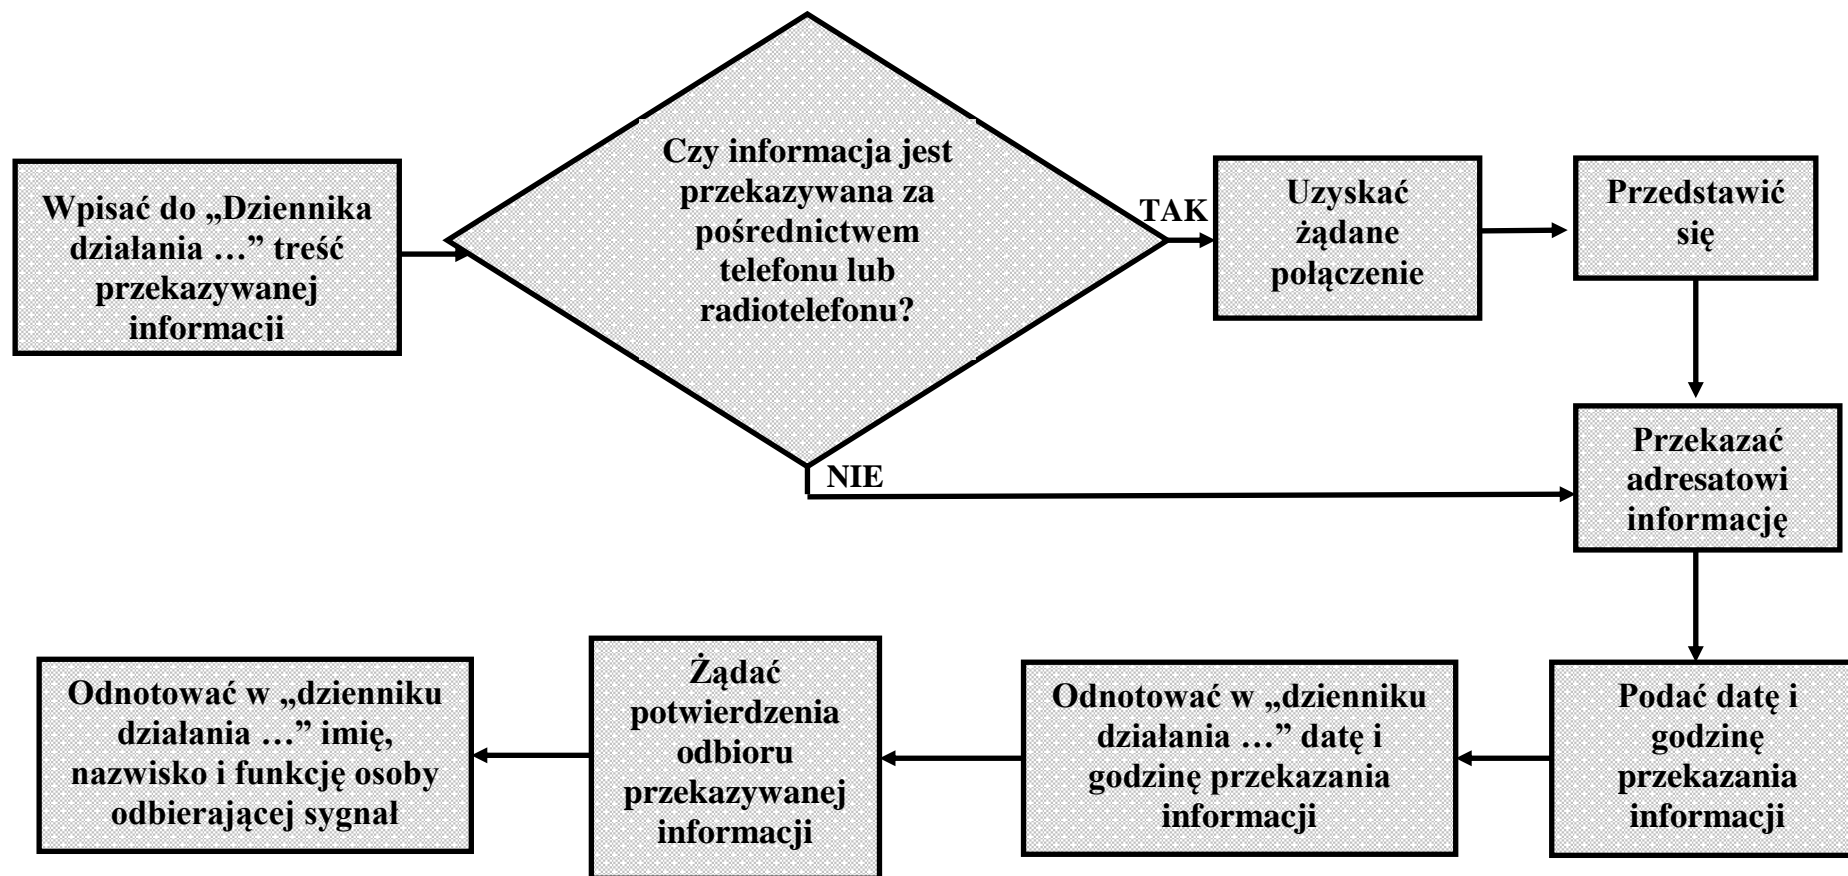 Wpisać do „Dziennika
działania …” treść
przekazywanej
informacji
Czy informacja jest
przekazywana za
pośrednictwem
telefonu lub
radiotelefonu?
TAK
Uzyskać
żądane
połączenie
Przedstawić
się
NIE
Przekazać
adresatowi
informację
Podać datę i
godzinę
przekazania
informacji
Odnotować w „dzienniku
działania …” datę i
godzinę przekazania
informacji
Żądać
potwierdzenia
odbioru
przekazywanej
informacji
Odnotować w „dzienniku
działania …” imię,
nazwisko i funkcję osoby
odbierającej sygnał